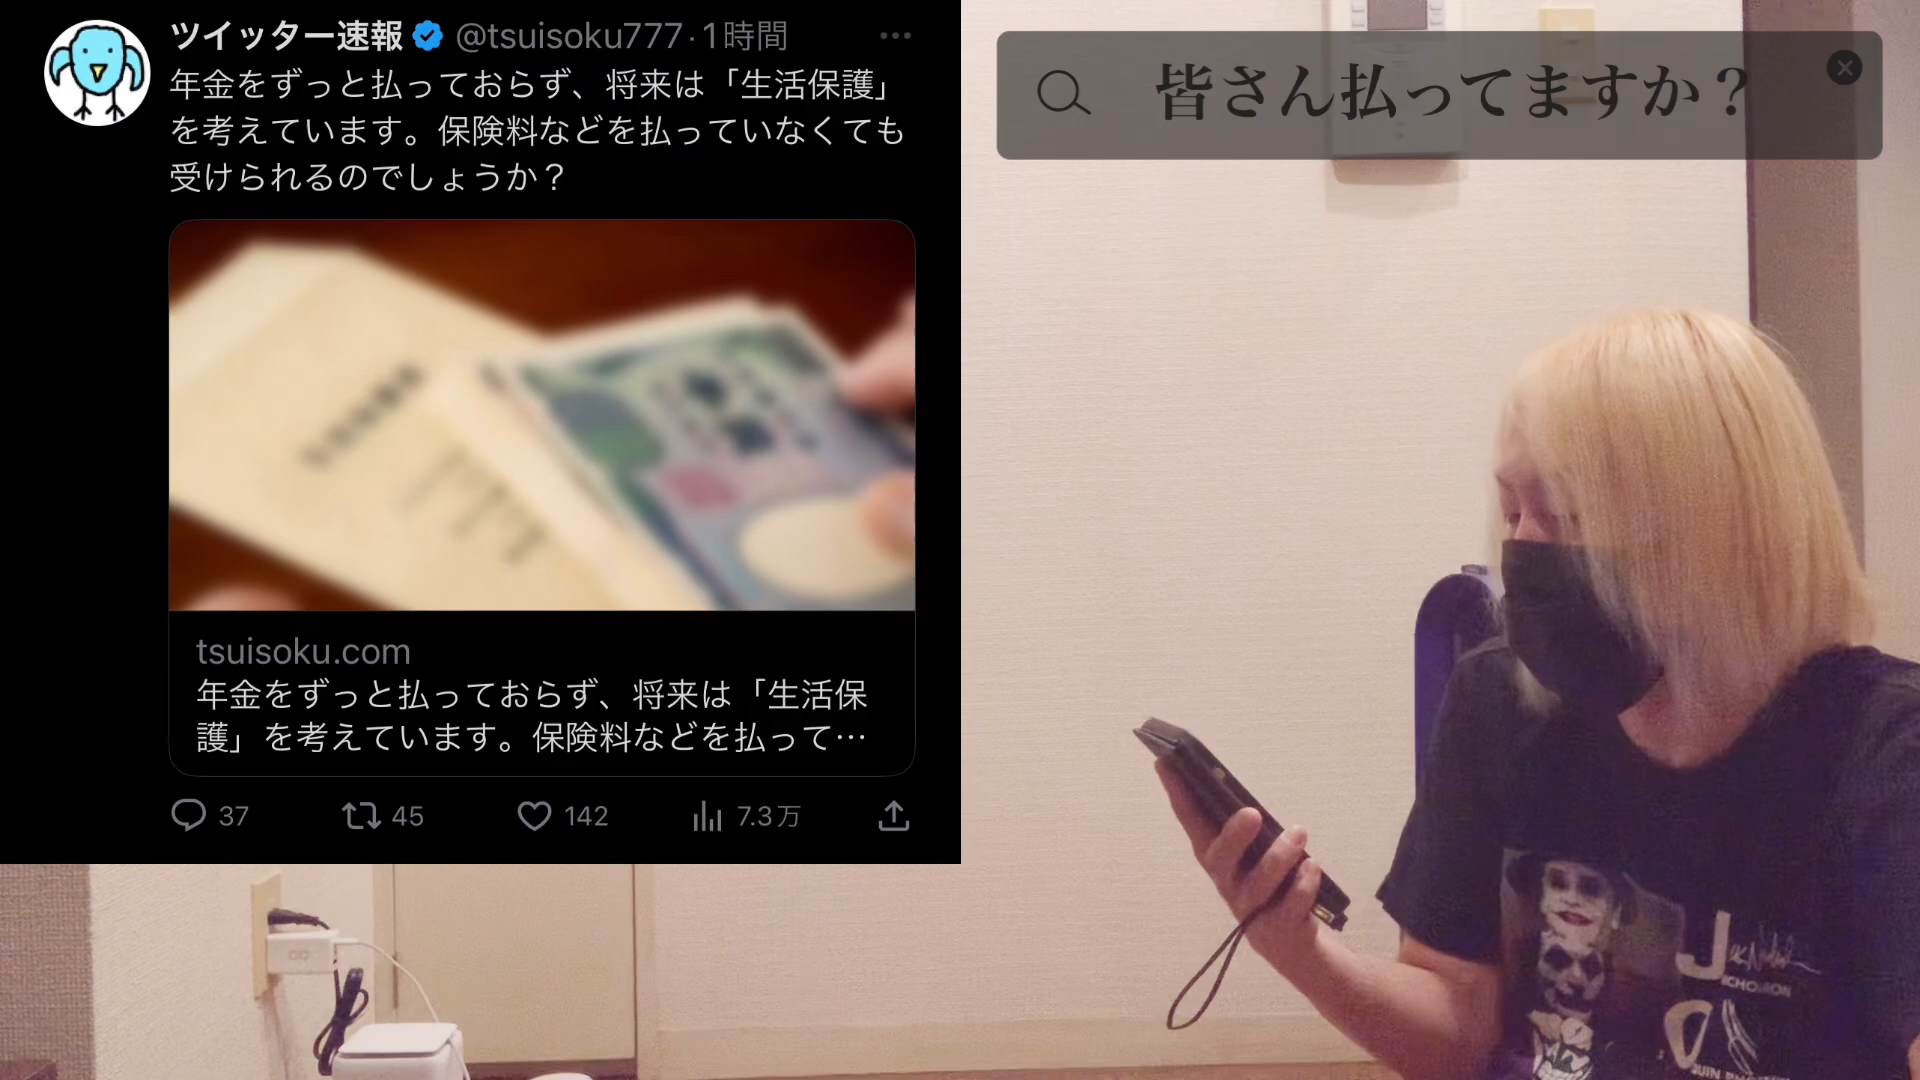 ツイッター速報 @tsuisoku777·1時間
年金をずっと払っておらず、将来は「生活保護」
を考えています。保険料などを払っていなくても
受けられるのでしょうか？
tsuisoku.com
年金をずっと払っておらず、将来は「生活保
護」を考えています。保険料などを払って…
37 45 142 7.3万
皆さん払ってますか？